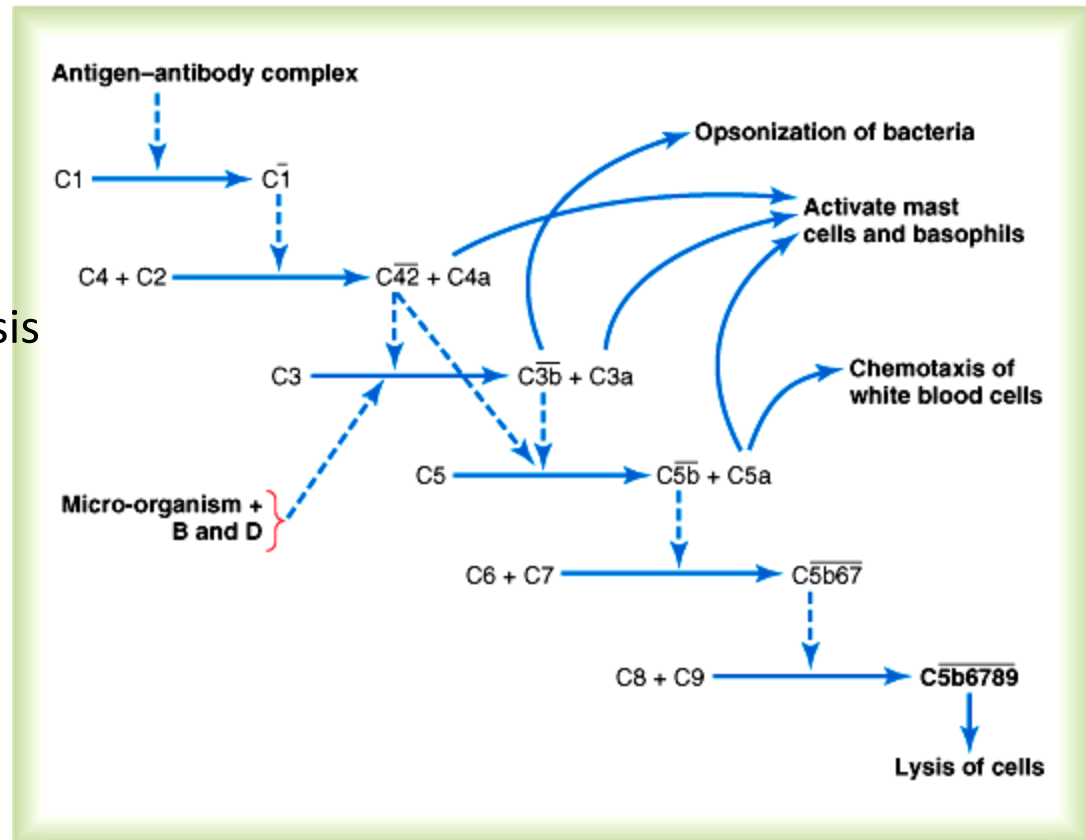 Antigen–antibody complex
Opsonization of bacteria
C1 C1̅
Activate mast
cells and basophils
C4 + C2 C4̅2̅ + C4a
sis
C3 C3̅b̅ + C3a
Chemotaxis of
white blood cells
C5 C5̅b̅ + C5a
Micro-organism +
B and D
C6 + C7 C5̅b̅6̅7̅
C8 + C9 C5̅b̅6̅7̅8̅9̅
Lysis of cells